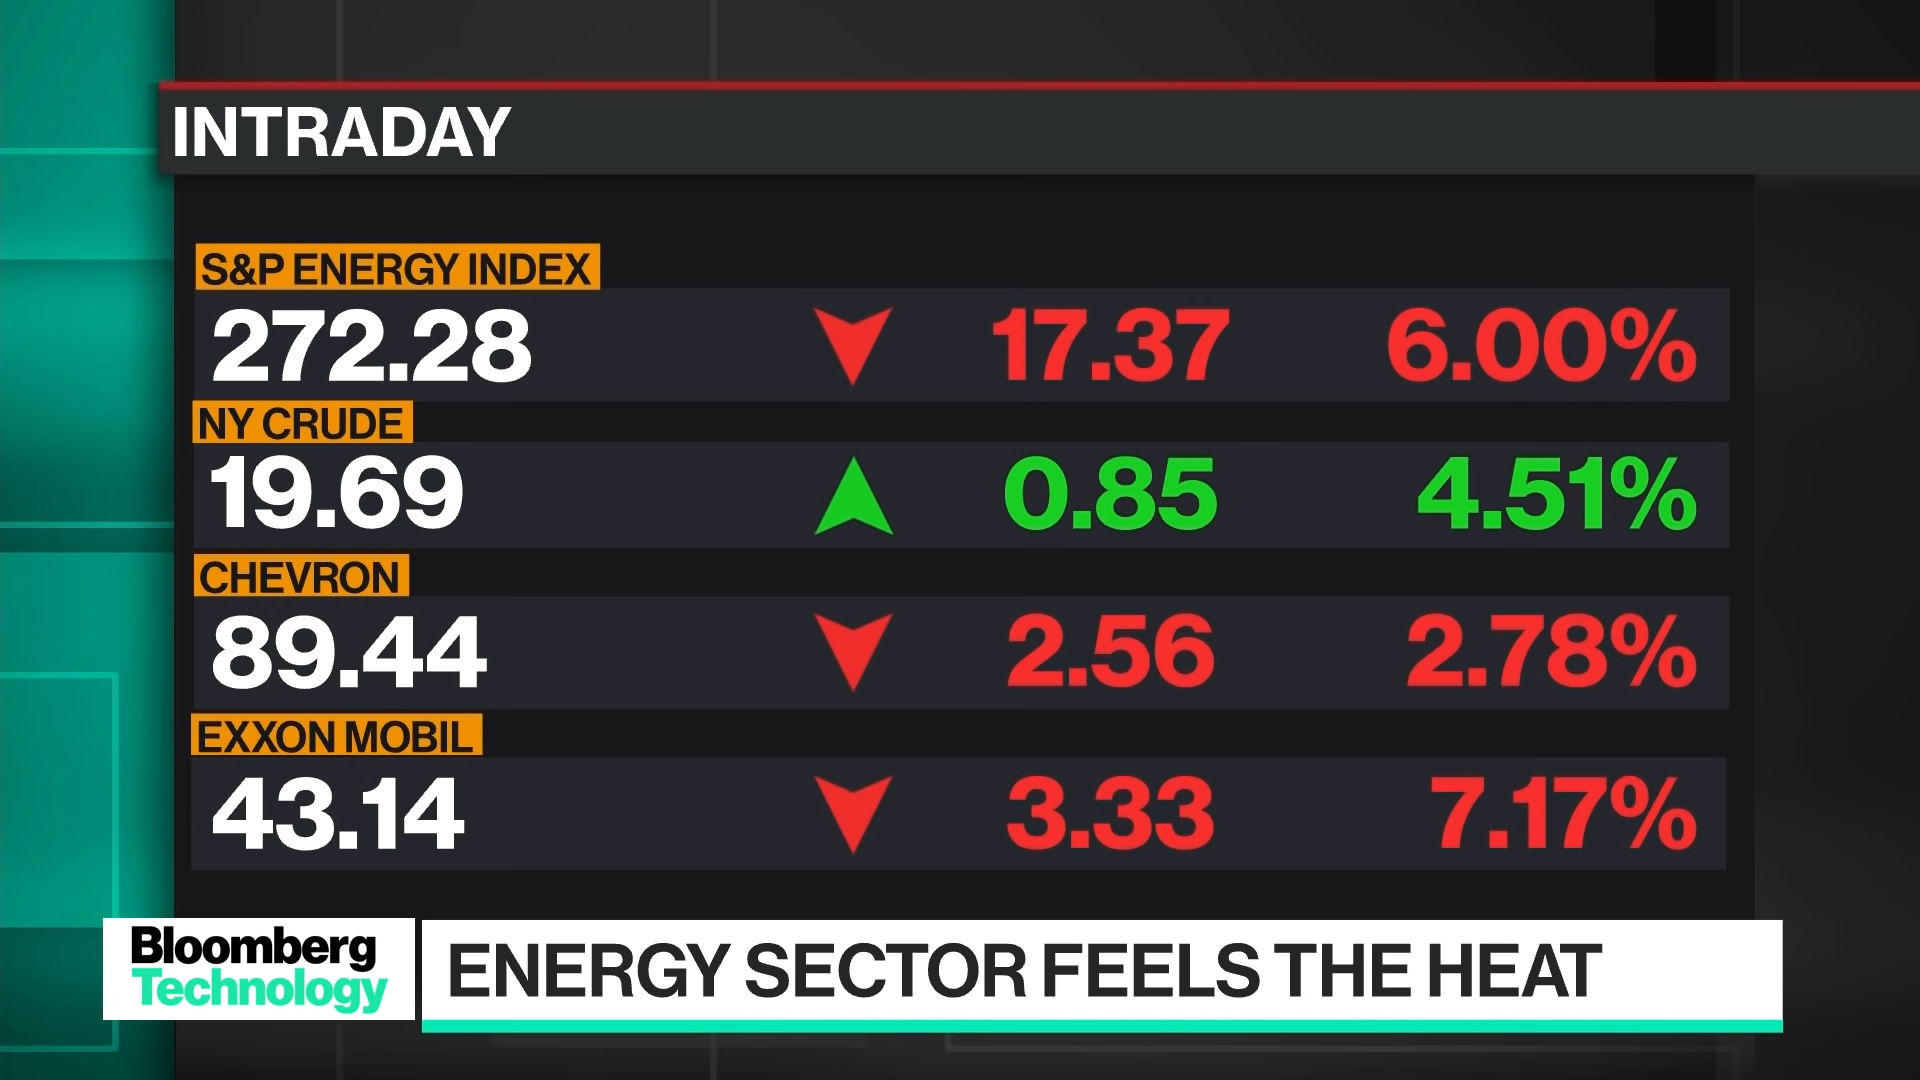 INTRADAY
S&P ENERGY INDEX
272.28 17.37 6.00%
NY CRUDE
19.69 0.85 4.51%
CHEVRON
89.44 2.56 2.78%
EXXON MOBIL
43.14 3.33 7.17%
Bloomberg
Technology
ENERGY SECTOR FEELS THE HEAT